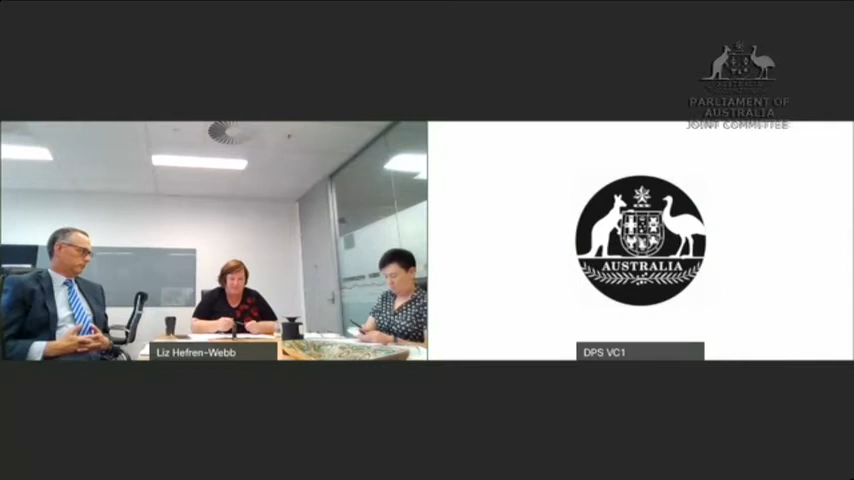 PARLIAMENT OF
AUSTRALIA
JOINT COMMITTEE
AUSTRALIA
Liz Hefren-Webb
DPS VC1